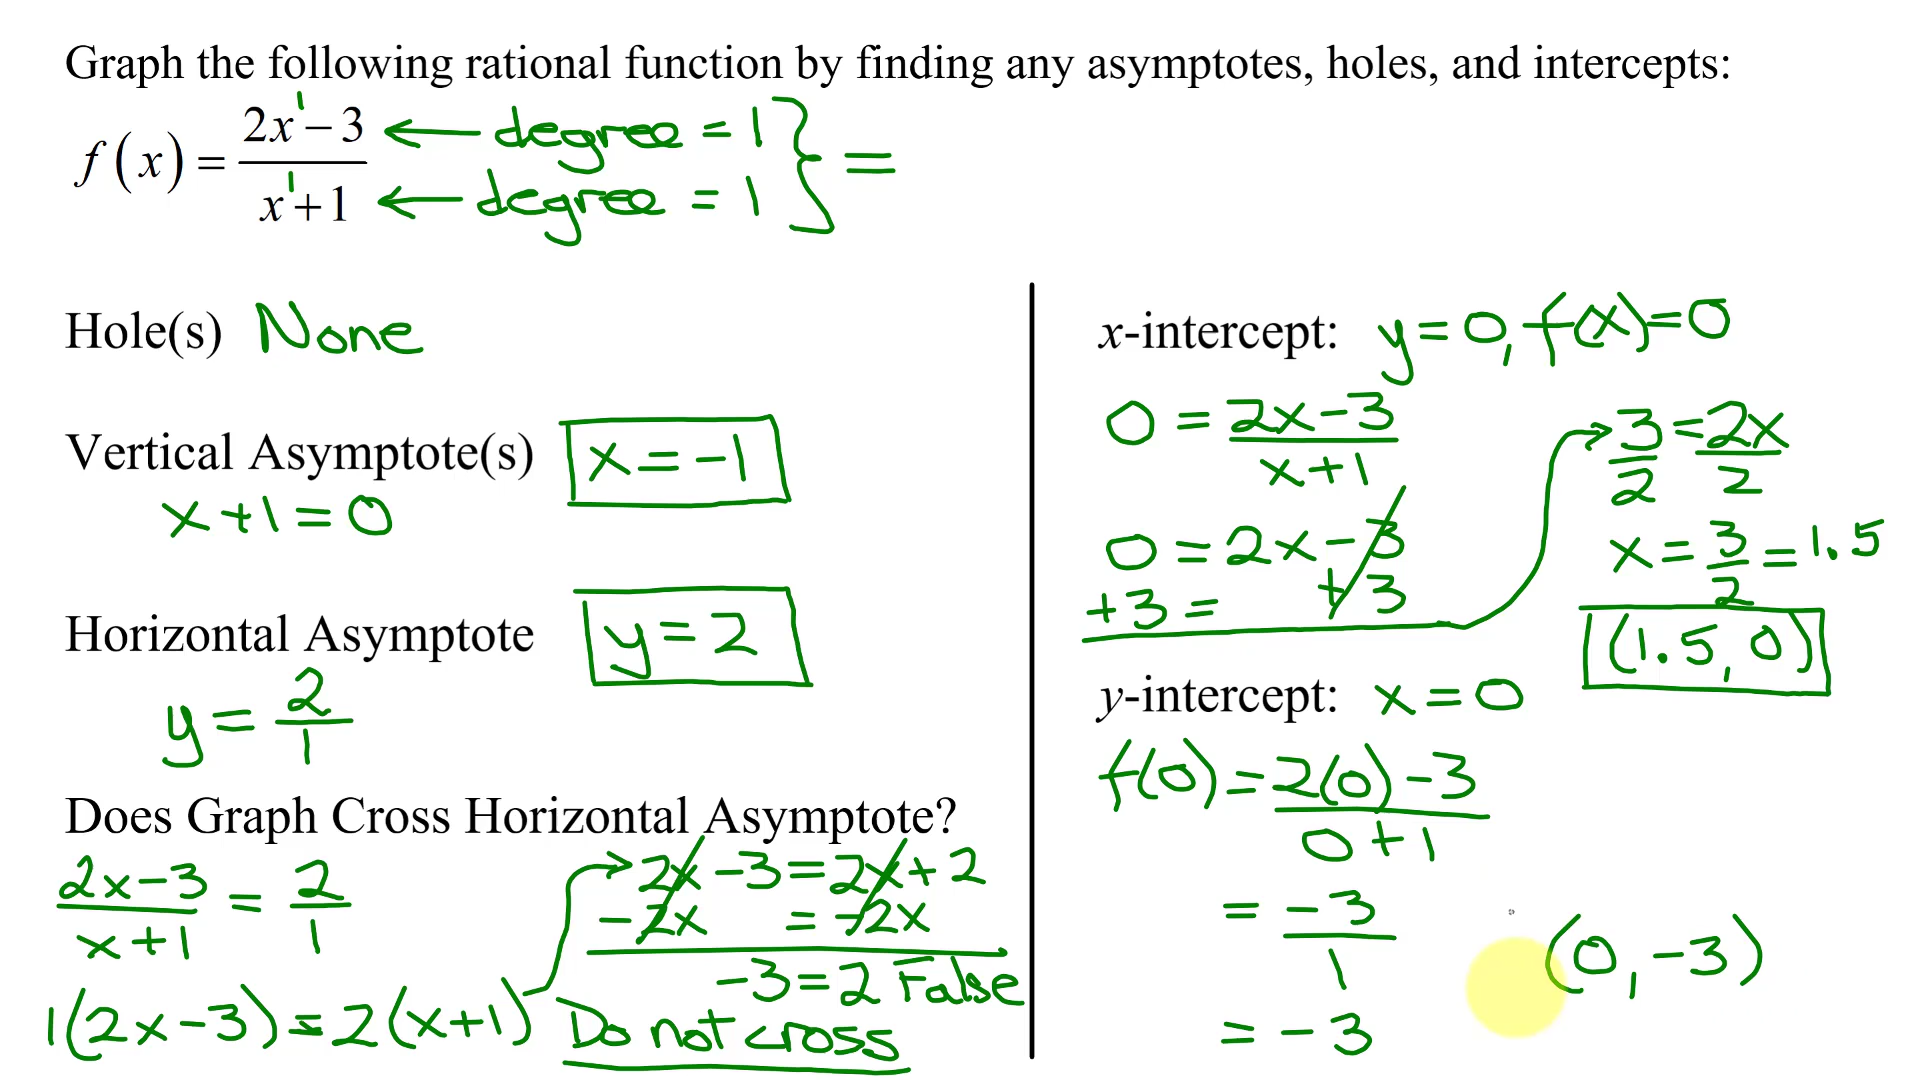 Graph the following rational function by finding any asymptotes, holes, and intercepts:
f(x) = (2x^1 - 3)/(x^1 + 1) ← degree = 1 ← degree = 1 } =
Hole(s) None
Vertical Asymptote(s) x = -1
x + 1 = 0
Horizontal Asymptote y = 2
y = 2/1
Does Graph Cross Horizontal Asymptote?
(2x - 3)/(x + 1) = 2/1
1(2x - 3) = 2(x + 1)
2x - 3 = 2x + 2
- 2x = - 2x
-3 = 2 False
Do not cross
x-intercept: y = 0, f(x) = 0
0 = (2x - 3)/(x + 1)
0 = 2x - 3
+3 = +3
3/2 = 2x/2
x = 3/2 = 1.5
(1.5, 0)
y-intercept: x = 0
f(0) = (2(0) - 3)/(0 + 1)
= -3/1
= -3
(0, -3)